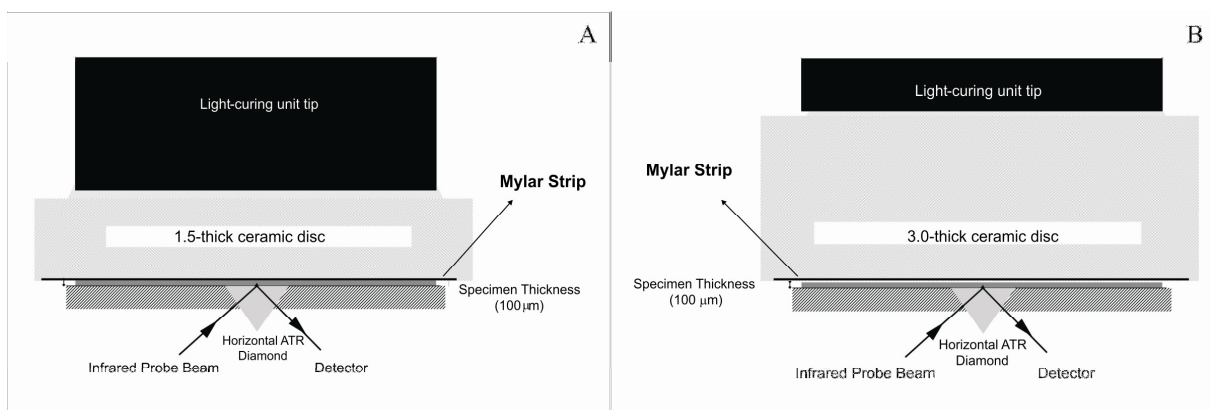 A
Light-curing unit tip
Mylar Strip
1.5-thick ceramic disc
Specimen Thickness
(100 μm)
Horizontal ATR
Diamond
Infrared Probe Beam
Detector
B
Light-curing unit tip
Mylar Strip
3.0-thick ceramic disc
Specimen Thickness
(100 μm)
Horizontal ATR
Diamond
Infrared Probe Beam
Detector